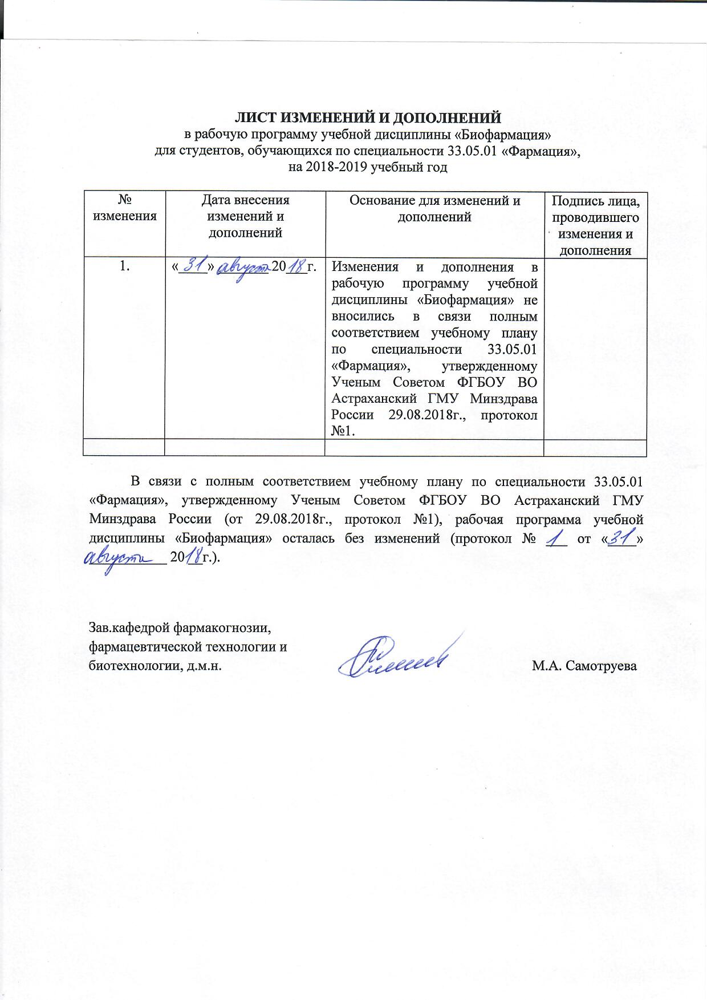 ЛИСТ ИЗМЕНЕНИЙ И ДОПОЛНЕНИЙ
в рабочую программу учебной дисциплины «Биофармация»
для студентов, обучающихся по специальности 33.05.01 «Фармация»,
на 2018-2019 учебный год
№
изменения
Дата внесения
изменений и
дополнений
Основание для изменений и
дополнений
Подпись лица,
проводившего
изменения и
дополнения
1.
«31» август 2018г.
Изменения и дополнения в
рабочую программу учебной
дисциплины «Биофармация» не
вносились в связи полным
соответствием учебному плану
по специальности 33.05.01
«Фармация», утвержденному
Ученым Советом ФГБОУ ВО
Астраханский ГМУ Минздрава
России 29.08.2018г., протокол
№1.
В связи с полным соответствием учебному плану по специальности 33.05.01
«Фармация», утвержденному Ученым Советом ФГБОУ ВО Астраханский ГМУ
Минздрава России (от 29.08.2018г., протокол №1), рабочая программа учебной
дисциплины «Биофармация» осталась без изменений (протокол № 1 от «31»
августа 2018г.).
Зав.кафедрой фармакогнозии,
фармацевтической технологии и
биотехнологии, д.м.н.
М.А. Самотруева